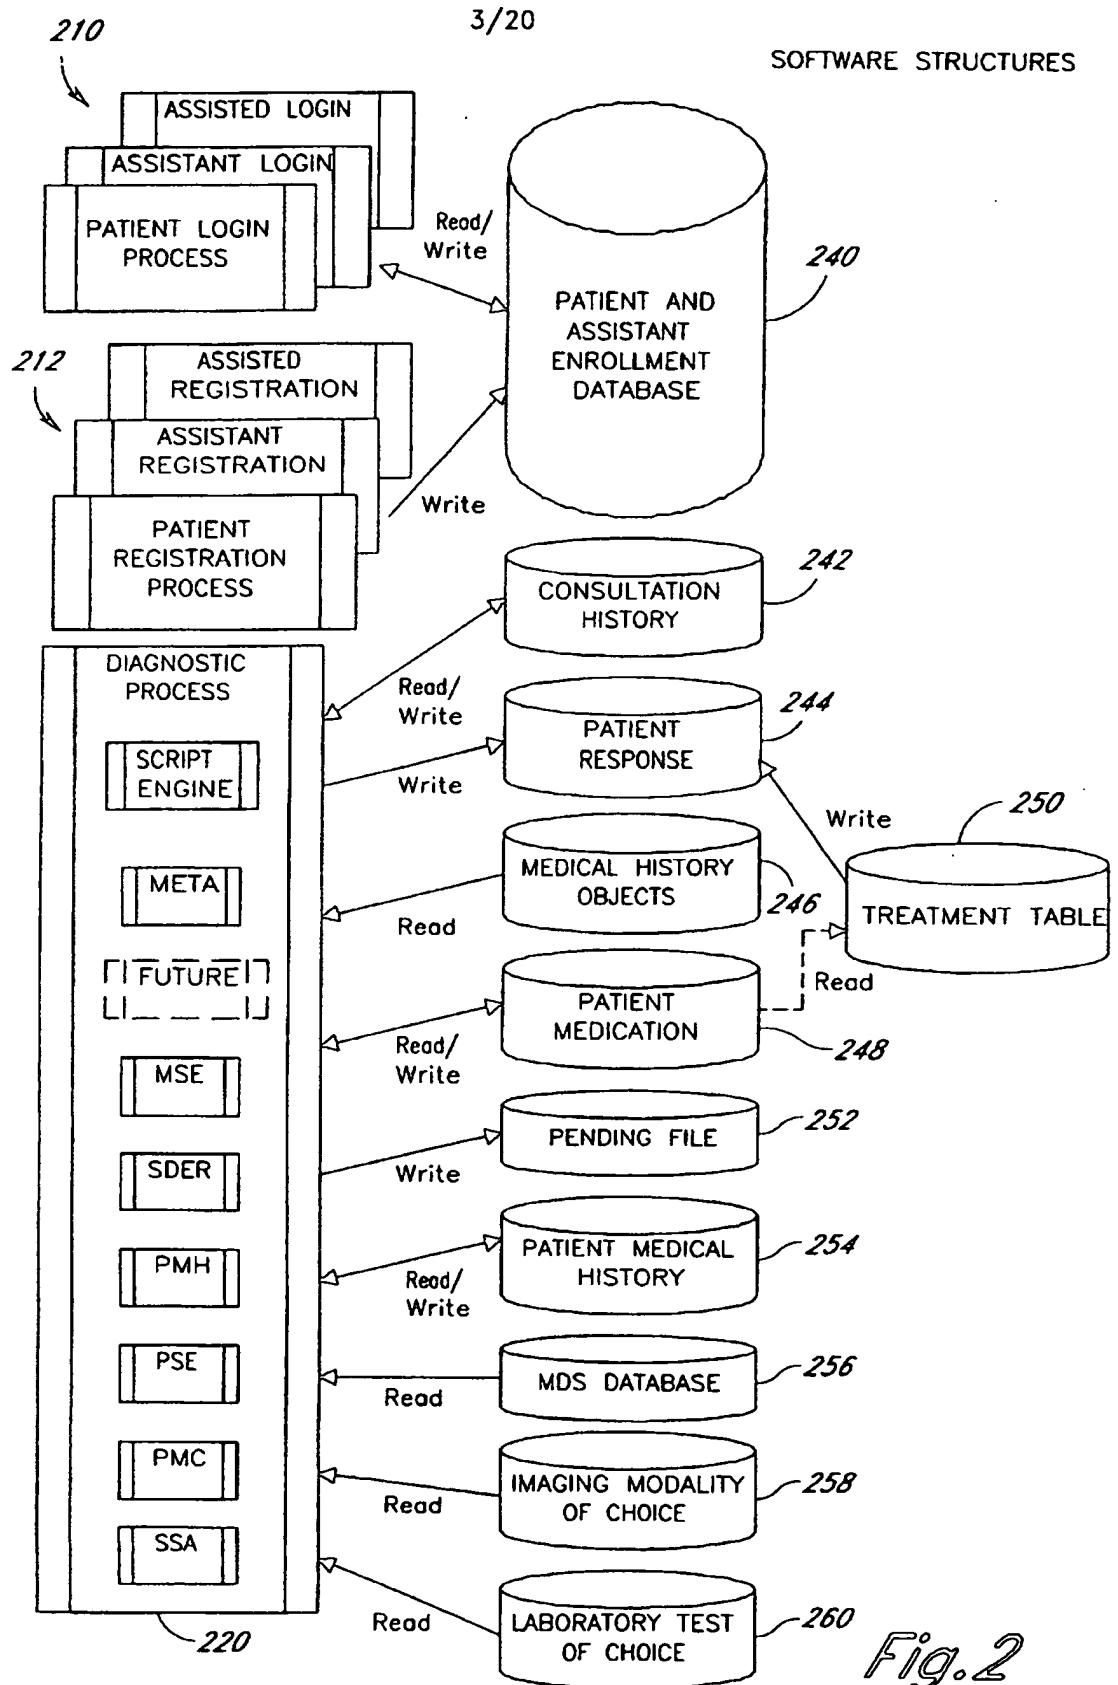 3/20
SOFTWARE STRUCTURES
210
ASSISTED LOGIN
ASSISTANT LOGIN
PATIENT LOGIN
PROCESS
Read/
Write
240
PATIENT AND
ASSISTANT
ENROLLMENT
DATABASE
212
ASSISTED
REGISTRATION
ASSISTANT
REGISTRATION
PATIENT
REGISTRATION
PROCESS
Write
CONSULTATION
HISTORY
242
DIAGNOSTIC
PROCESS
Read/
Write
PATIENT
RESPONSE
244
SCRIPT
ENGINE
Write
Write
250
MEDICAL HISTORY
OBJECTS
246
META
Read
TREATMENT TABLE
FUTURE
PATIENT
MEDICATION
Read
248
Read/
Write
MSE
PENDING FILE
252
SDER
Write
PATIENT MEDICAL
HISTORY
254
PMH
Read/
Write
PSE
Read
MDS DATABASE
256
PMC
Read
IMAGING MODALITY
OF CHOICE
258
SSA
Read
LABORATORY TEST
OF CHOICE
260
220
Fig.2